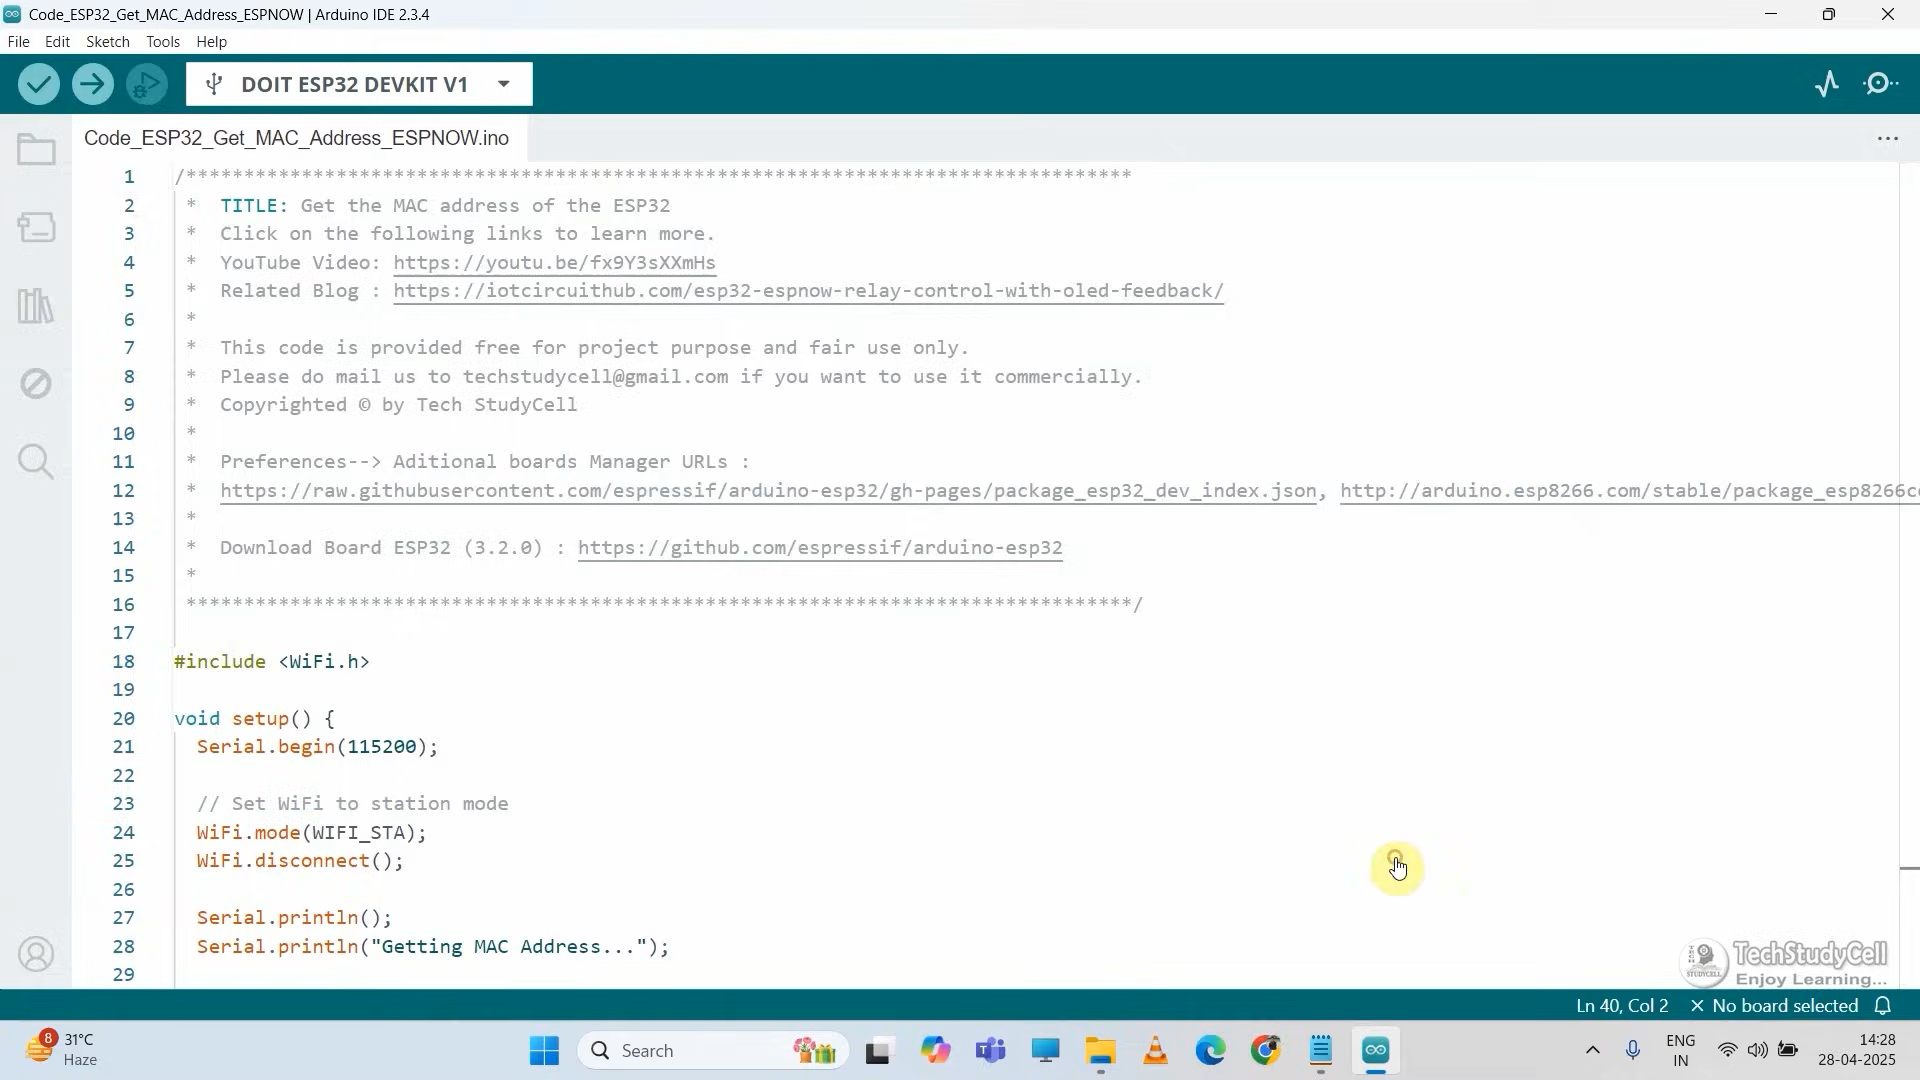 Code_ESP32_Get_MAC_Address_ESPNOW | Arduino IDE 2.3.4
File Edit Sketch Tools Help
DOIT ESP32 DEVKIT V1
Code_ESP32_Get_MAC_Address_ESPNOW.ino
1 /**********************************************************************************
2 * TITLE: Get the MAC address of the ESP32
3 * Click on the following links to learn more.
4 * YouTube Video: https://youtu.be/fx9Y3sXXmHs
5 * Related Blog : https://iotcircuithub.com/esp32-espnow-relay-control-with-oled-feedback/
6 *
7 * This code is provided free for project purpose and fair use only.
8 * Please do mail us to techstudycell@gmail.com if you want to use it commercially.
9 * Copyrighted © by Tech StudyCell
10 *
11 * Preferences--> Aditional boards Manager URLs :
12 * https://raw.githubusercontent.com/espressif/arduino-esp32/gh-pages/package_esp32_dev_index.json, http://arduino.esp8266.com/stable/package_esp8266c
13 *
14 * Download Board ESP32 (3.2.0) : https://github.com/espressif/arduino-esp32
15 *
16 **********************************************************************************/
17
18 #include <WiFi.h>
19
20 void setup() {
21 Serial.begin(115200);
22
23 // Set WiFi to station mode
24 WiFi.mode(WIFI_STA);
25 WiFi.disconnect();
26
27 Serial.println();
28 Serial.println("Getting MAC Address...");
29
TECH STUDYCELL
TechStudyCell
Enjoy Learning...
Ln 40, Col 2 No board selected
8 31°C
Haze
Search
ENG
IN
14:28
28-04-2025